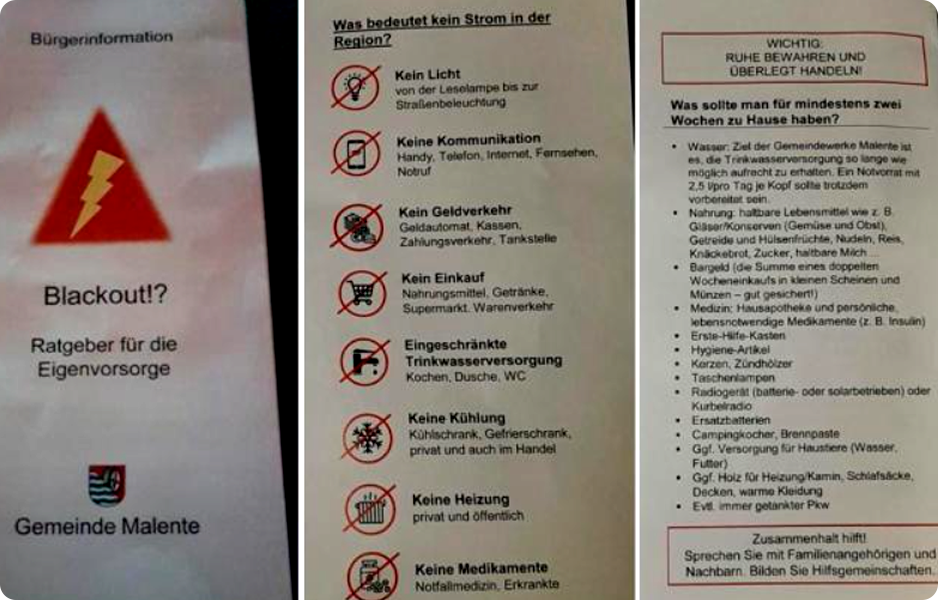 Bürgerinformation
Blackout!?
Ratgeber für die
Eigenvorsorge
Gemeinde Malente
Was bedeutet kein Strom in der
Region?
Kein Licht
von der Leselampe bis zur
Straßenbeleuchtung
Keine Kommunikation
Handy, Telefon, Internet, Fernsehen,
Notruf
Kein Geldverkehr
Geldautomat, Kassen,
Zahlungsverkehr, Tankstelle
Kein Einkauf
Nahrungsmittel, Getränke,
Supermarkt, Warenverkehr
Eingeschränkte
Trinkwasserversorgung
Kochen, Dusche, WC
Keine Kühlung
Kühlschrank, Gefrierschrank,
privat und auch im Handel
Keine Heizung
privat und öffentlich
Keine Medikamente
Notfallmedizin, Erkrankte
WICHTIG:
RUHE BEWAHREN UND
ÜBERLEGT HANDELN!
Was sollte man für mindestens zwei
Wochen zu Hause haben?
• Wasser: Ziel der Gemeindewerke Malente ist
es, die Trinkwasserversorgung so lange wie
möglich aufrecht zu erhalten. Ein Notvorrat mit
2,5 l/pro Tag je Kopf sollte trotzdem
vorbereitet sein.
• Nahrung: haltbare Lebensmittel wie z. B.
Gläser/Konserven (Gemüse und Obst),
Getreide und Hülsenfrüchte, Nudeln, Reis,
Knäckebrot, Zucker, haltbare Milch ...
• Bargeld (die Summe eines doppelten
Wocheneinkaufs in kleinen Scheinen und
Münzen – gut gesichert!)
• Medizin: Hausapotheke und persönliche,
lebensnotwendige Medikamente (z. B. Insulin)
• Erste-Hilfe-Kasten
• Hygiene-Artikel
• Kerzen, Zündhölzer
• Taschenlampen
• Radiogerät (batterie- oder solarbetrieben) oder
Kurbelradio
• Ersatzbatterien
• Campingkocher, Brennpaste
• Ggf. Versorgung für Haustiere (Wasser,
Futter)
• Ggf. Holz für Heizung/Kamin, Schlafsäcke,
Decken, warme Kleidung
• Evtl. immer getankter Pkw
Zusammenhalt hilft!
Sprechen Sie mit Familienangehörigen und
Nachbarn. Bilden Sie Hilfsgemeinschaften.